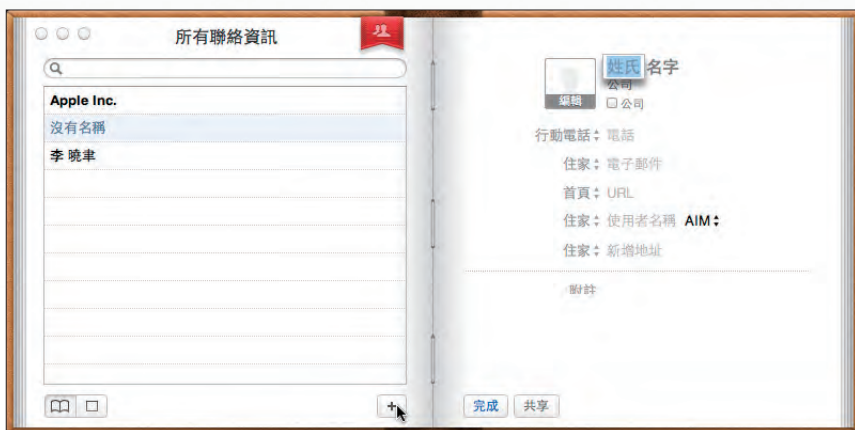 所有聯絡資訊
Apple Inc.
沒有名稱
李 曉聿
姓氏 名字
公司
編輯
公司
行動電話 電話
住家 電子郵件
首頁 URL
住家 使用者名稱 AIM
住家 新增地址
附註
+
完成 共享